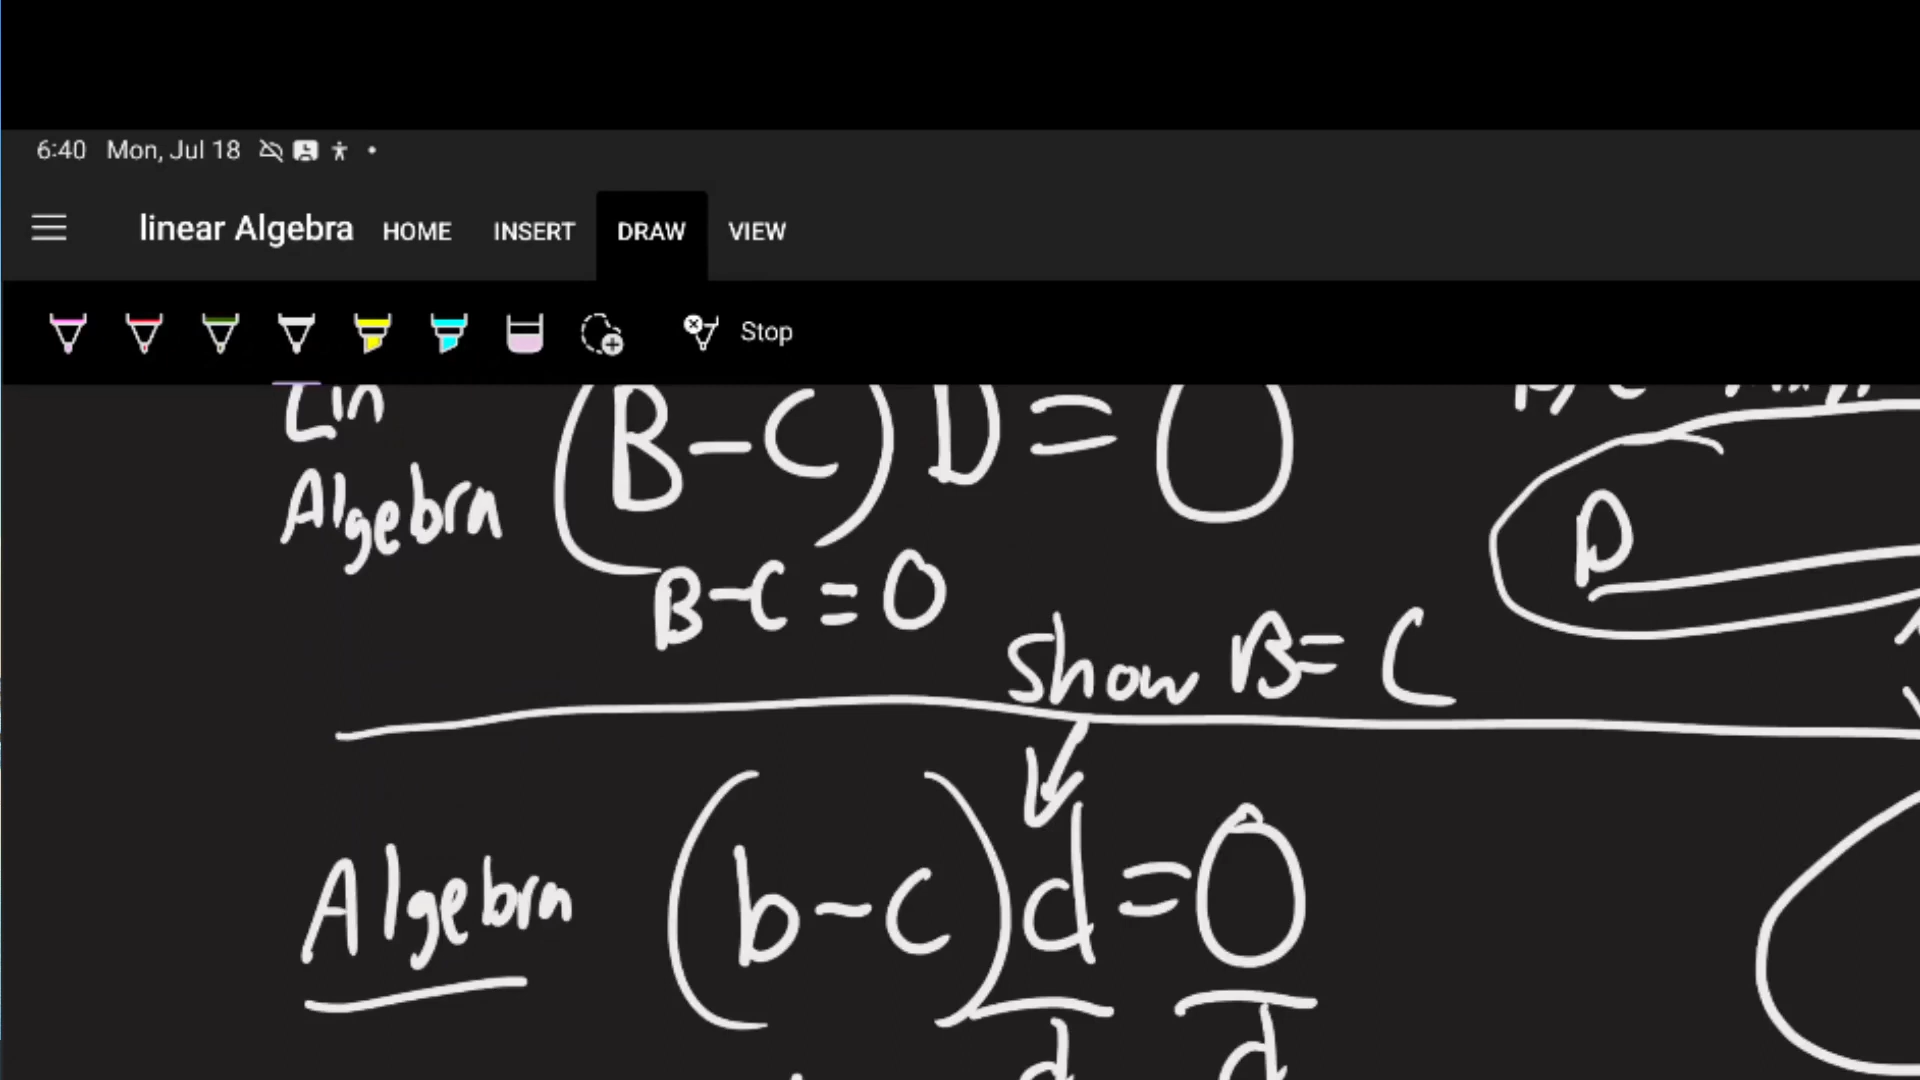 6:40 Mon, Jul 18
linear Algebra HOME INSERT DRAW VIEW
Stop
Lin
Algebra (B-C) D = 0
D
B-C = 0
Show B = C
Algebra (b-c) d = 0
d d